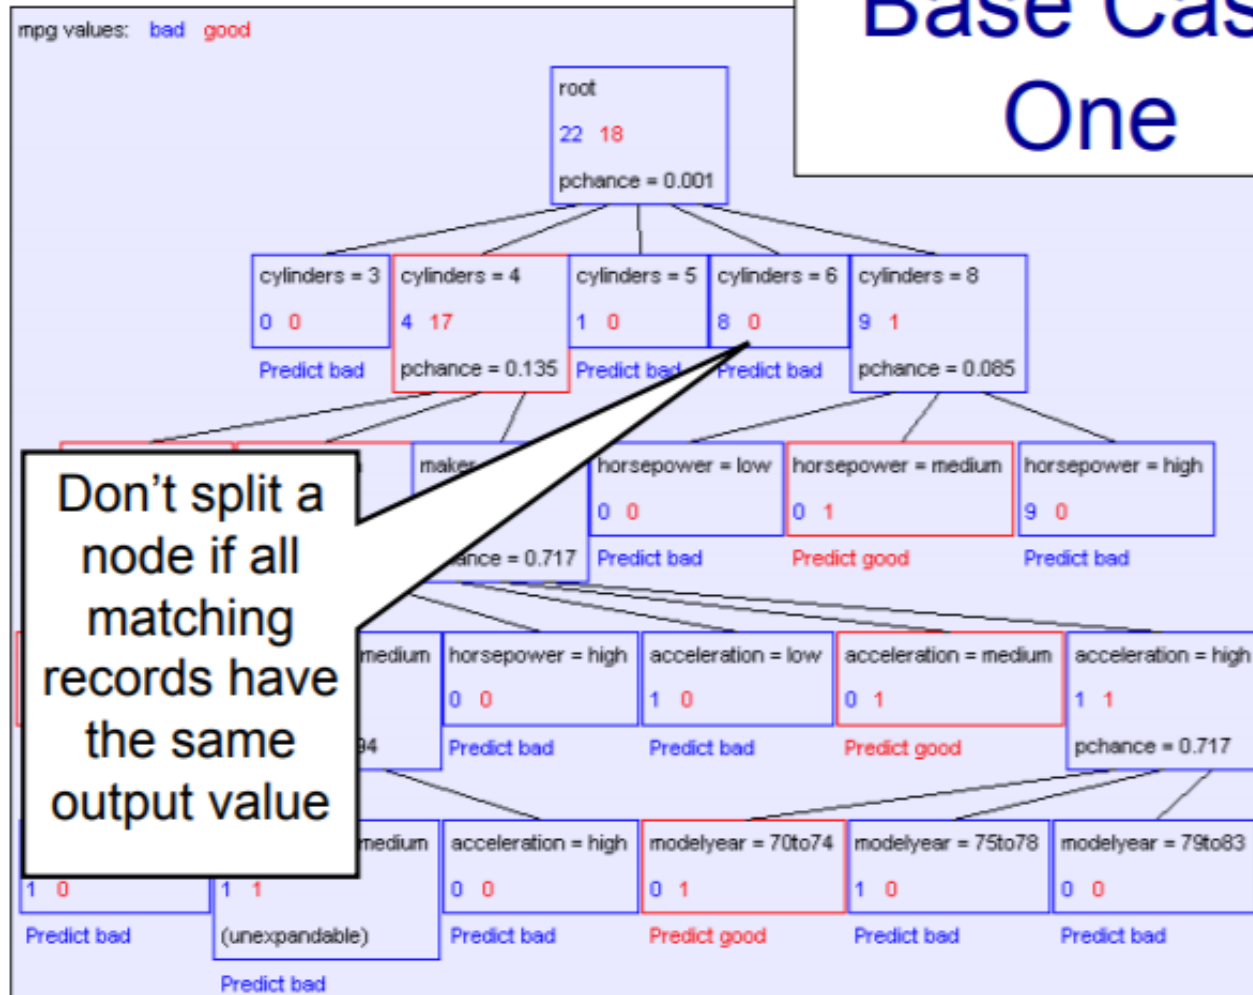 mpg values: bad good
Base Cas
One
root
22 18
pchance = 0.001
cylinders = 3
0 0
Predict bad
cylinders = 4
4 17
pchance = 0.135
cylinders = 5
1 0
Predict bad
cylinders = 6
8 0
Predict bad
cylinders = 8
9 1
pchance = 0.085
maker
= 0.717
horsepower = low
0 0
Predict bad
horsepower = medium
0 1
Predict good
horsepower = high
9 0
Predict bad
Don't split a
node if all
matching
records have
the same
output value
medium
94
horsepower = high
0 0
Predict bad
acceleration = low
1 0
Predict bad
acceleration = medium
0 1
Predict good
acceleration = high
1 1
pchance = 0.717
1 0
Predict bad
medium
1 1
(unexpandable)
Predict bad
acceleration = high
0 0
Predict bad
modelyear = 70to74
0 1
Predict good
modelyear = 75to78
1 0
Predict bad
modelyear = 79to83
0 0
Predict bad